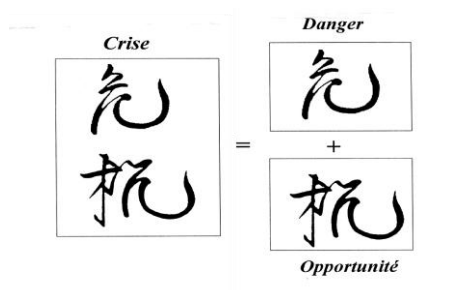 Crise
危
机
=
Danger
危
+
机
Opportunité